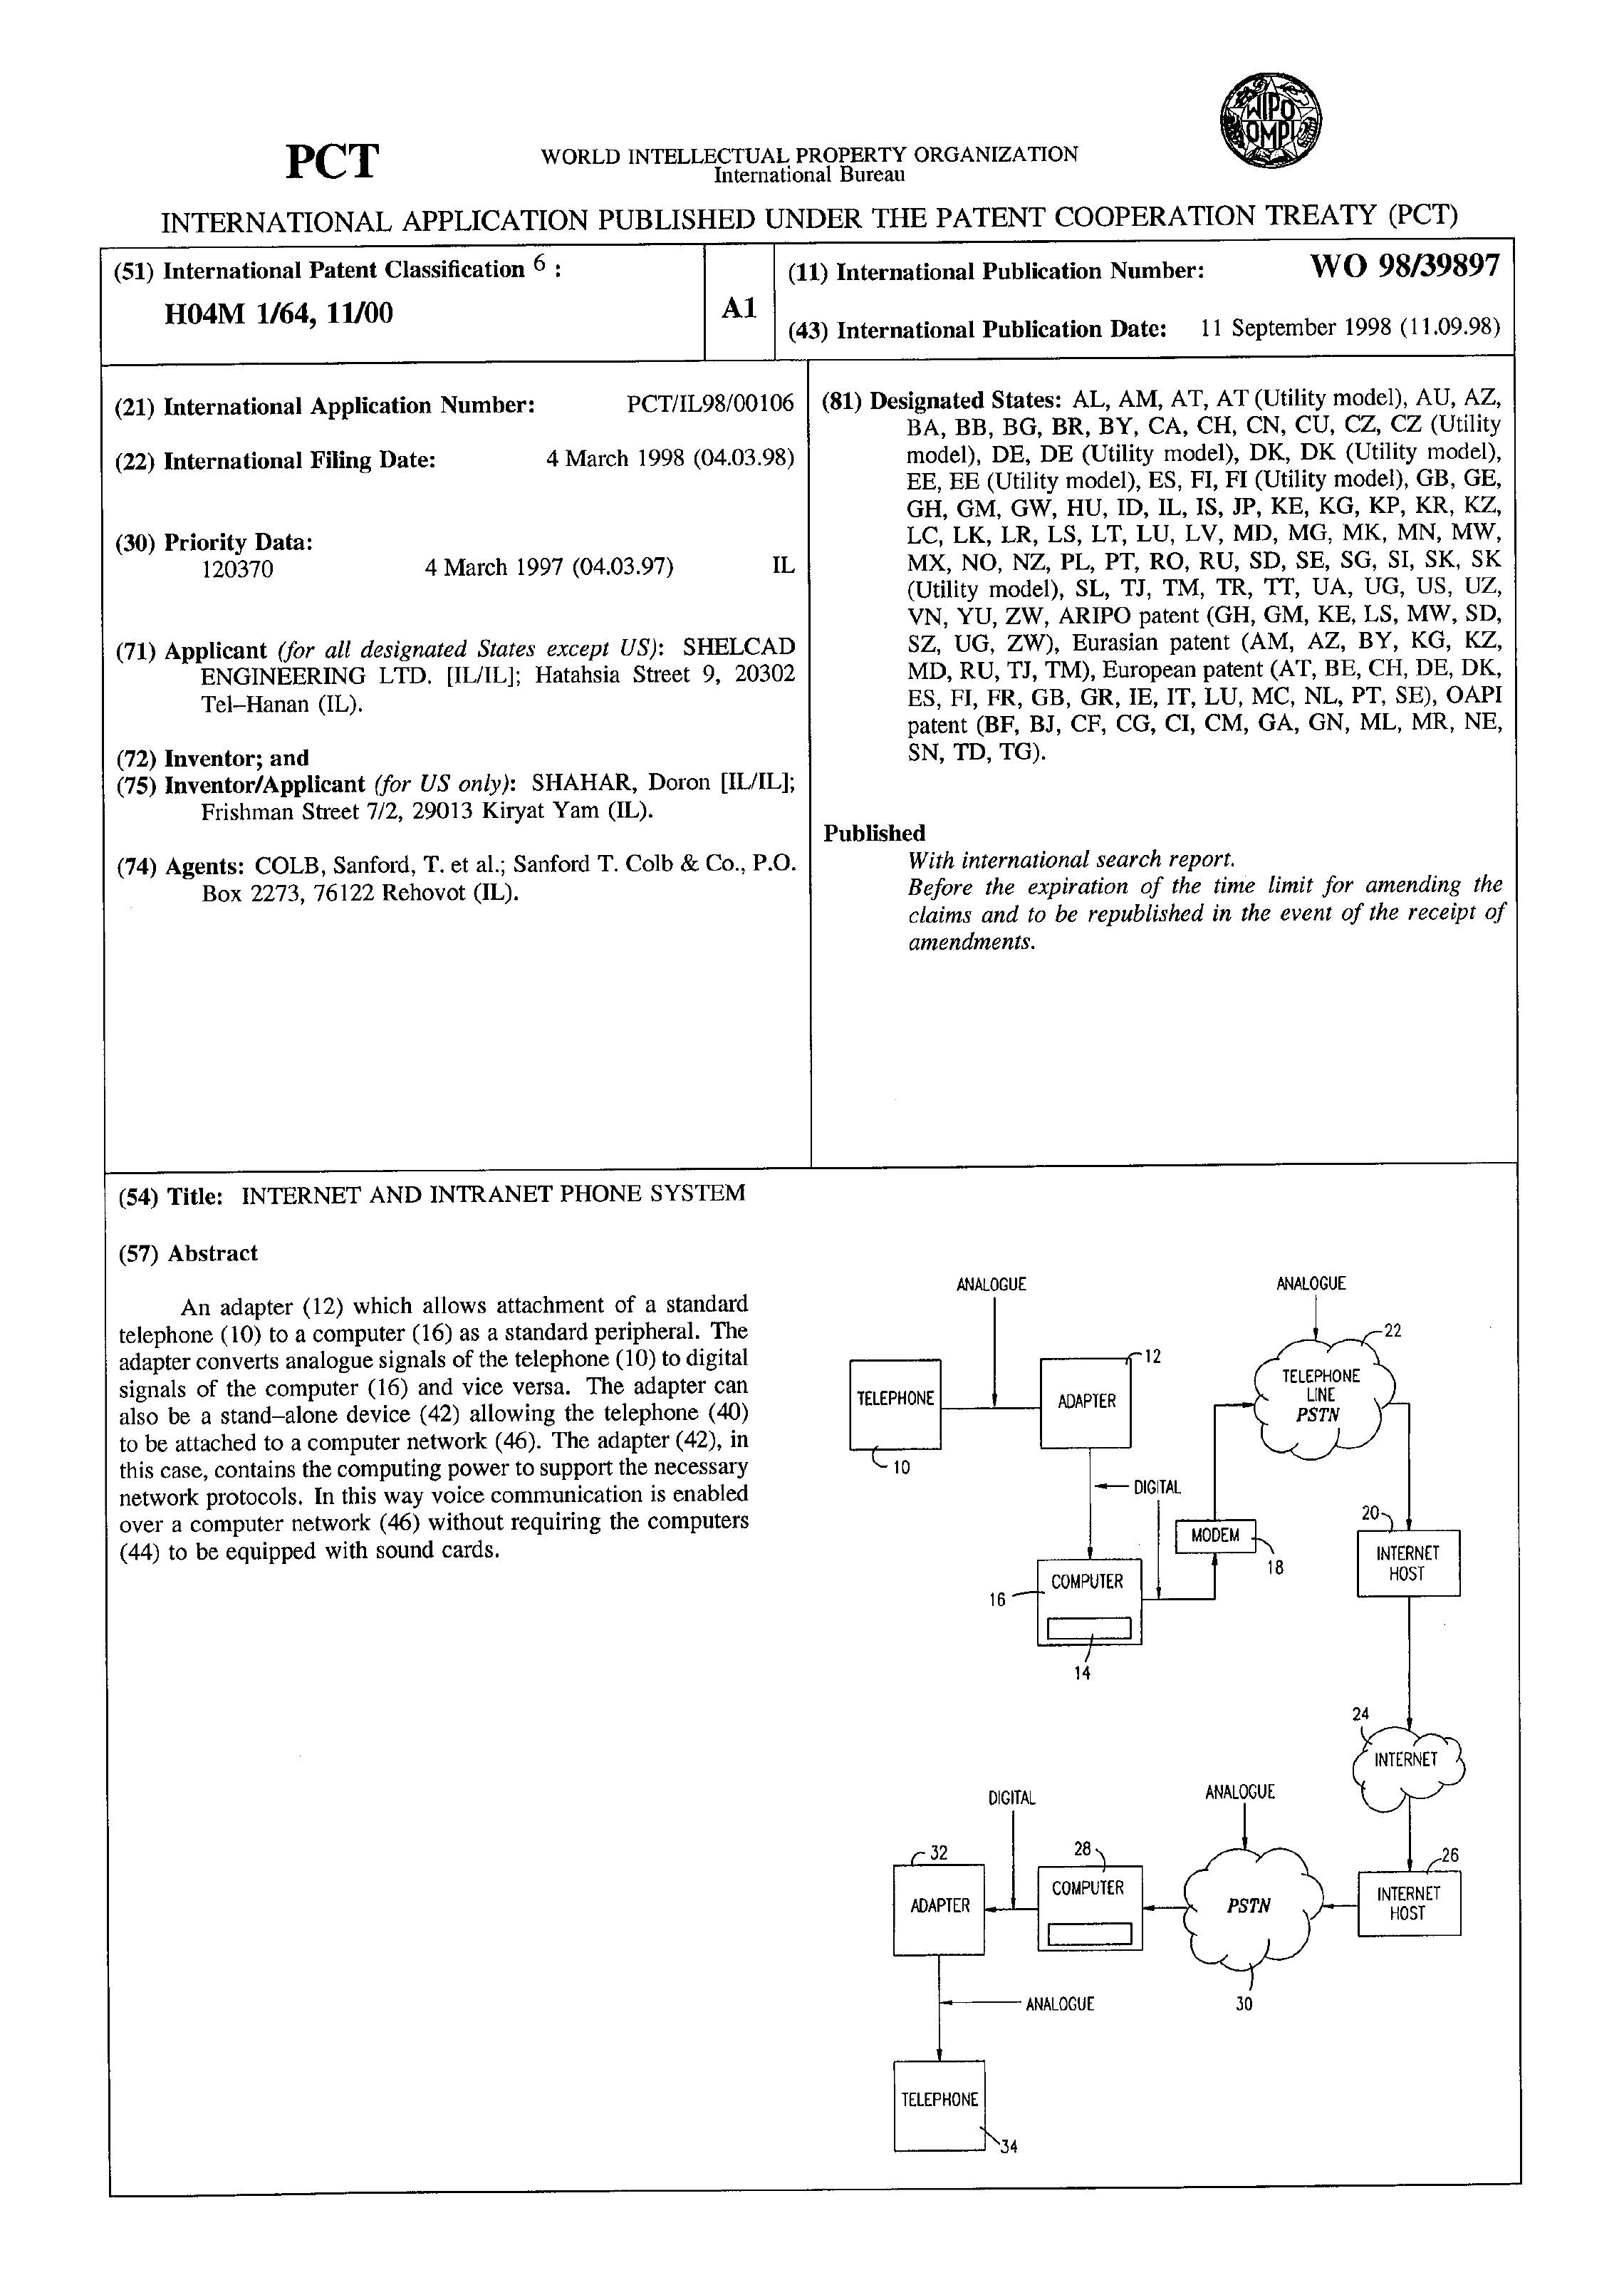 WIPO
OMPI
PCT
WORLD INTELLECTUAL PROPERTY ORGANIZATION
International Bureau
INTERNATIONAL APPLICATION PUBLISHED UNDER THE PATENT COOPERATION TREATY (PCT)
(51) International Patent Classification 6 :
H04M 1/64, 11/00
A1
(11) International Publication Number: WO 98/39897
(43) International Publication Date: 11 September 1998 (11.09.98)
(21) International Application Number: PCT/IL98/00106
(22) International Filing Date: 4 March 1998 (04.03.98)
(30) Priority Data:
120370 4 March 1997 (04.03.97) IL
(71) Applicant (for all designated States except US): SHELCAD
ENGINEERING LTD. [IL/IL]; Hatahsia Street 9, 20302
Tel-Hanan (IL).
(72) Inventor; and
(75) Inventor/Applicant (for US only): SHAHAR, Doron [IL/IL];
Frishman Street 7/2, 29013 Kiryat Yam (IL).
(74) Agents: COLB, Sanford, T. et al.; Sanford T. Colb & Co., P.O.
Box 2273, 76122 Rehovot (IL).
(81) Designated States: AL, AM, AT, AT (Utility model), AU, AZ,
BA, BB, BG, BR, BY, CA, CH, CN, CU, CZ, CZ (Utility
model), DE, DE (Utility model), DK, DK (Utility model),
EE, EE (Utility model), ES, FI, FI (Utility model), GB, GE,
GH, GM, GW, HU, ID, IL, IS, JP, KE, KG, KP, KR, KZ,
LC, LK, LR, LS, LT, LU, LV, MD, MG, MK, MN, MW,
MX, NO, NZ, PL, PT, RO, RU, SD, SE, SG, SI, SK, SK
(Utility model), SL, TJ, TM, TR, TT, UA, UG, US, UZ,
VN, YU, ZW, ARIPO patent (GH, GM, KE, LS, MW, SD,
SZ, UG, ZW), Eurasian patent (AM, AZ, BY, KG, KZ,
MD, RU, TJ, TM), European patent (AT, BE, CH, DE, DK,
ES, FI, FR, GB, GR, IE, IT, LU, MC, NL, PT, SE), OAPI
patent (BF, BJ, CF, CG, CI, CM, GA, GN, ML, MR, NE,
SN, TD, TG).
Published
With international search report.
Before the expiration of the time limit for amending the
claims and to be republished in the event of the receipt of
amendments.
(54) Title: INTERNET AND INTRANET PHONE SYSTEM
(57) Abstract
An adapter (12) which allows attachment of a standard
telephone (10) to a computer (16) as a standard peripheral. The
adapter converts analogue signals of the telephone (10) to digital
signals of the computer (16) and vice versa. The adapter can
also be a stand-alone device (42) allowing the telephone (40)
to be attached to a computer network (46). The adapter (42), in
this case, contains the computing power to support the necessary
network protocols. In this way voice communication is enabled
over a computer network (46) without requiring the computers
(44) to be equipped with sound cards.
ANALOGUE
ANALOGUE
22
12
TELEPHONE
LINE
PSTN
TELEPHONE
ADAPTER
10
DIGITAL
20
MODEM
18
INTERNET
HOST
COMPUTER
16
14
24
INTERNET
DIGITAL
ANALOGUE
32
28
26
COMPUTER
ADAPTER
PSTN
INTERNET
HOST
ANALOGUE
30
TELEPHONE
34